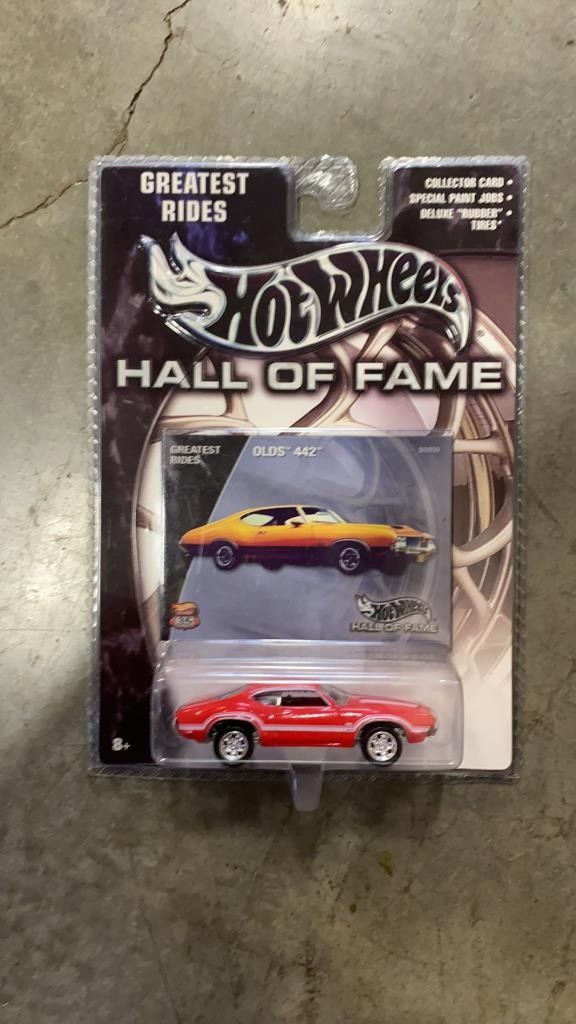 GREATEST
RIDES
COLLECTOR CARD •
SPECIAL PAINT JOBS •
DELUXE "RUBBER" •
TIRES*
HOT WHEELS
®
HALL OF FAME
GREATEST
RIDES
OLDS™ 442™
35
HOT WHEELS
HALL OF FAME
8+